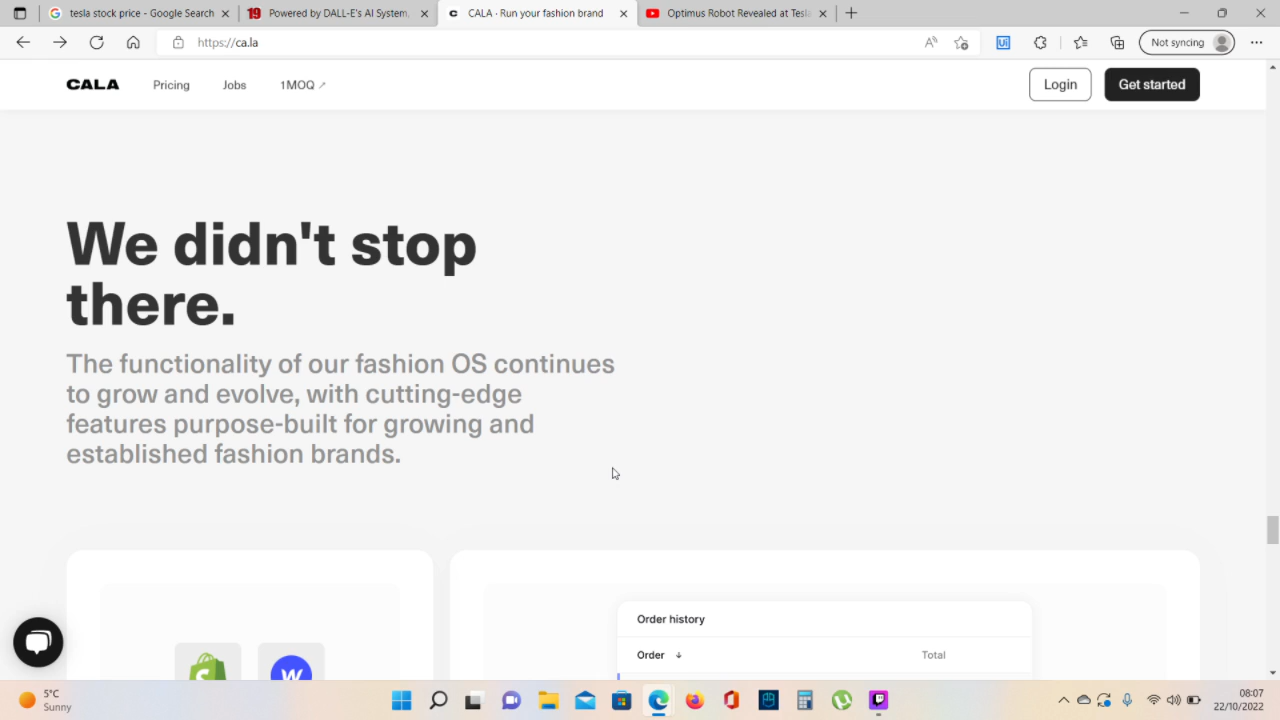 tesla stock price - Google Search
Powered by DALL-E's AI System,
CALA · Run your fashion brand
Optimus Robot Revealed at Tesla
https://ca.la
Not syncing
CALA
Pricing
Jobs
1MOQ ↗
Login
Get started
We didn't stop
there.
The functionality of our fashion OS continues
to grow and evolve, with cutting-edge
features purpose-built for growing and
established fashion brands.
Order history
Order ↓
Total
5°C
Sunny
08:07
22/10/2022